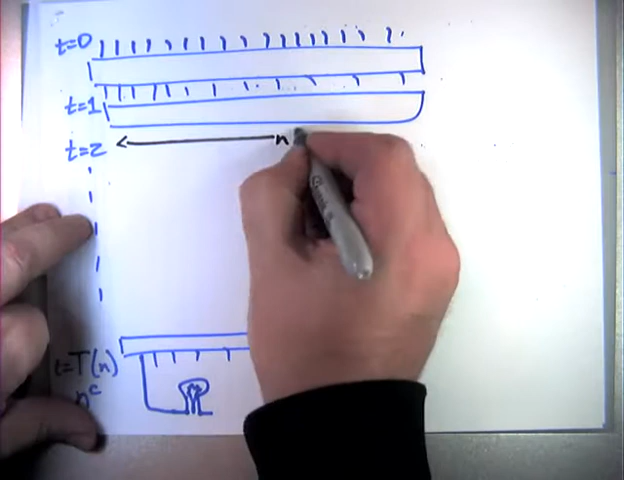 t=0
t=1
t=2
n
t=T(n)
n^c